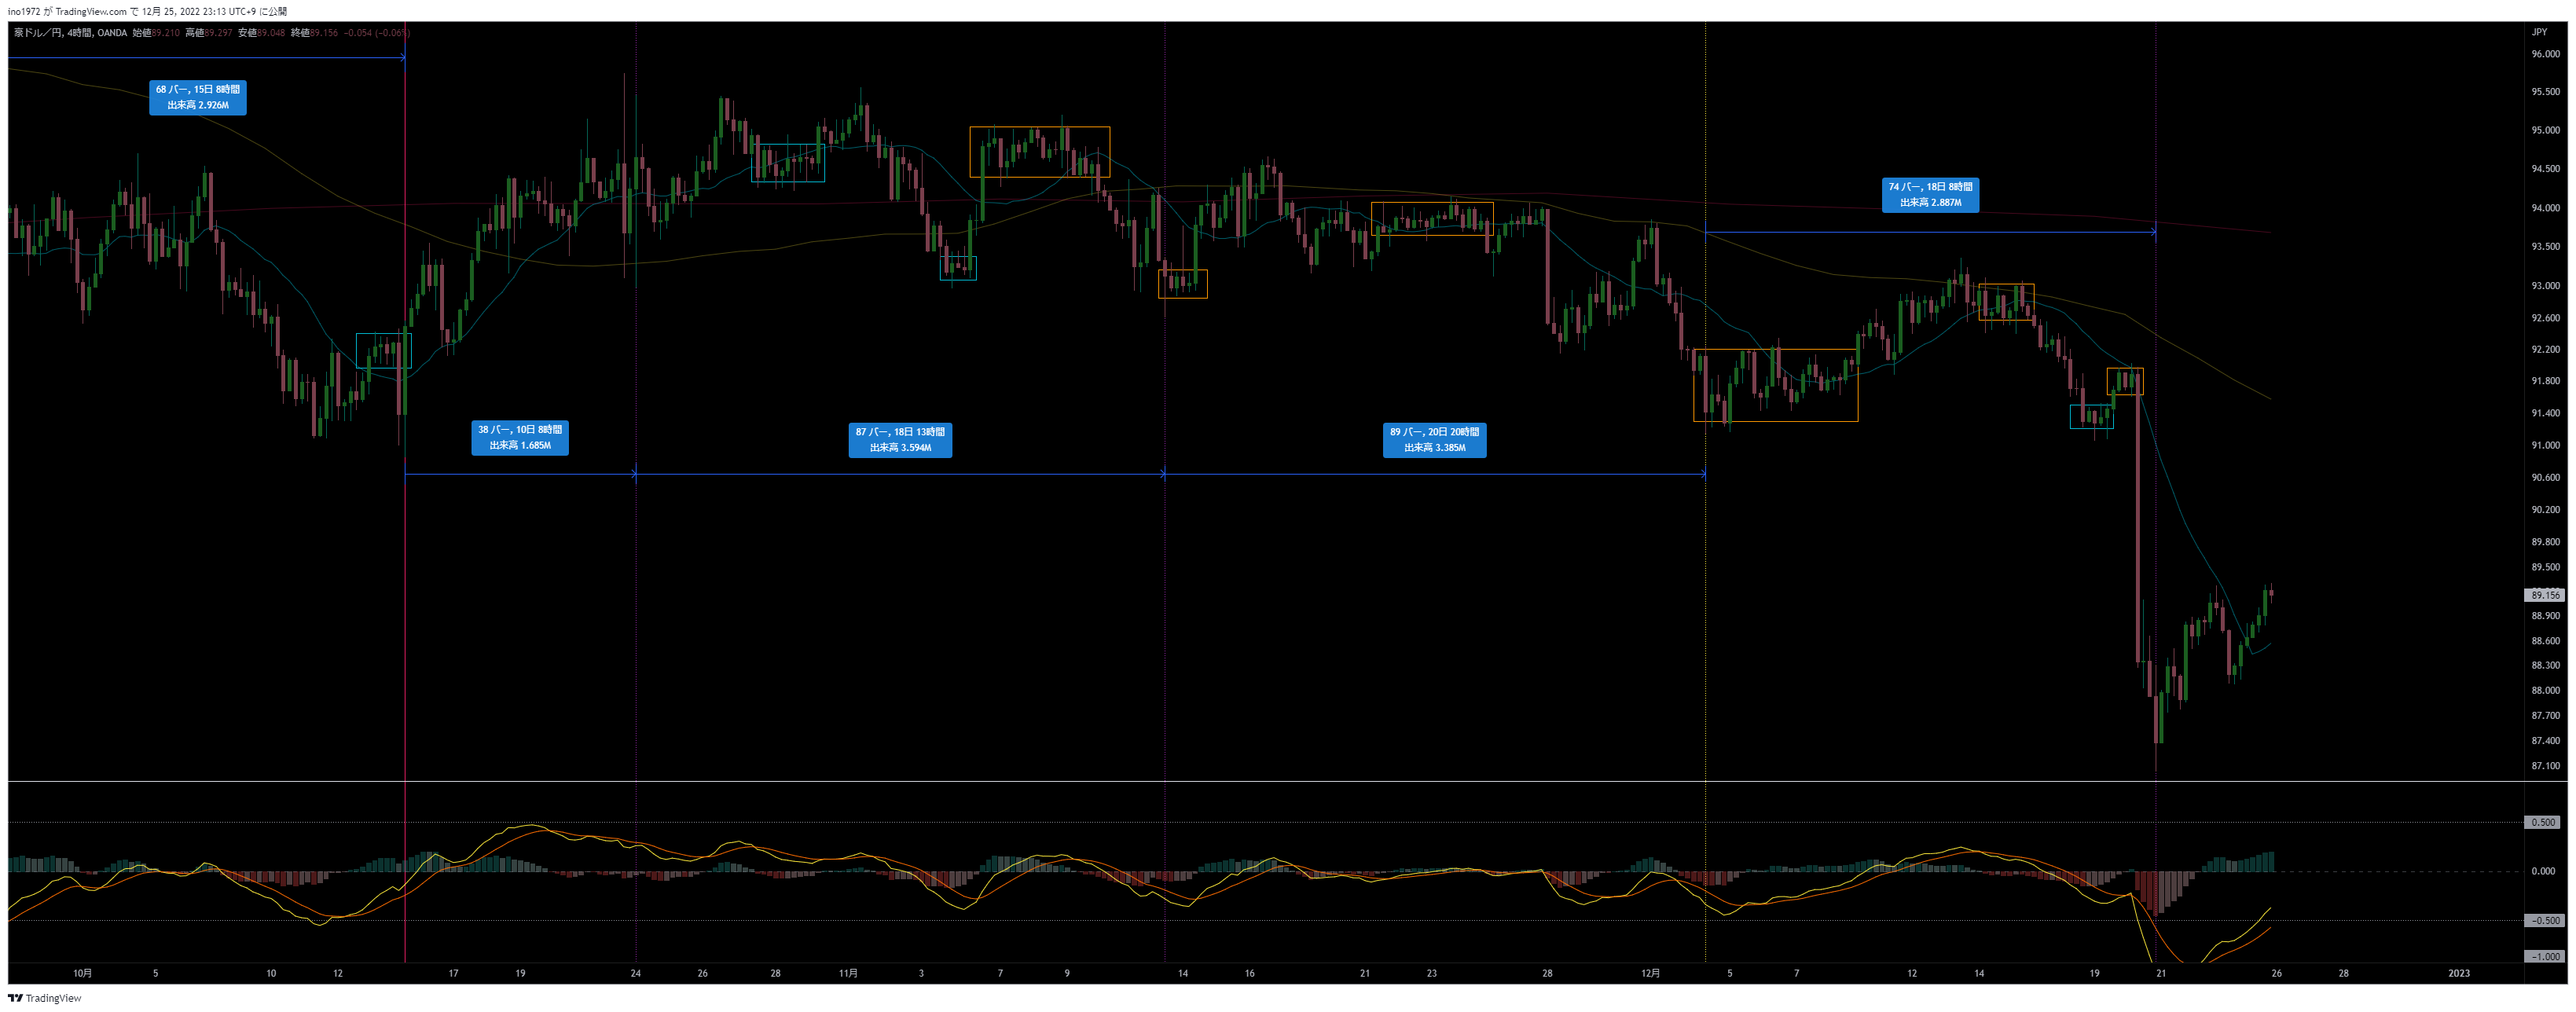 ino1972 が TradingView.com で 12月 25, 2022 23:13 UTC+9 に公開
豪ドル／円, 4時間, OANDA 始値89.210 高値89.297 安値89.048 終値89.156 −0.054 (−0.06%)
JPY
96.000
95.500
95.000
94.500
94.000
93.500
93.000
92.600
92.200
91.800
91.400
91.000
90.600
90.200
89.800
89.500
89.156
88.900
88.600
88.300
88.000
87.700
87.400
87.100
68 バー, 15日 8時間
出来高 2.926M
74 バー, 18日 8時間
出来高 2.887M
38 バー, 10日 8時間
出来高 1.685M
87 バー, 18日 13時間
出来高 3.594M
89 バー, 20日 20時間
出来高 3.385M
0.500
0.000
−0.500
−1.000
10月 5 10 12 17 19 24 26 28 11月 3 7 9 14 16 21 23 28 12月 5 7 12 14 19 21 26 28 2023
TradingView